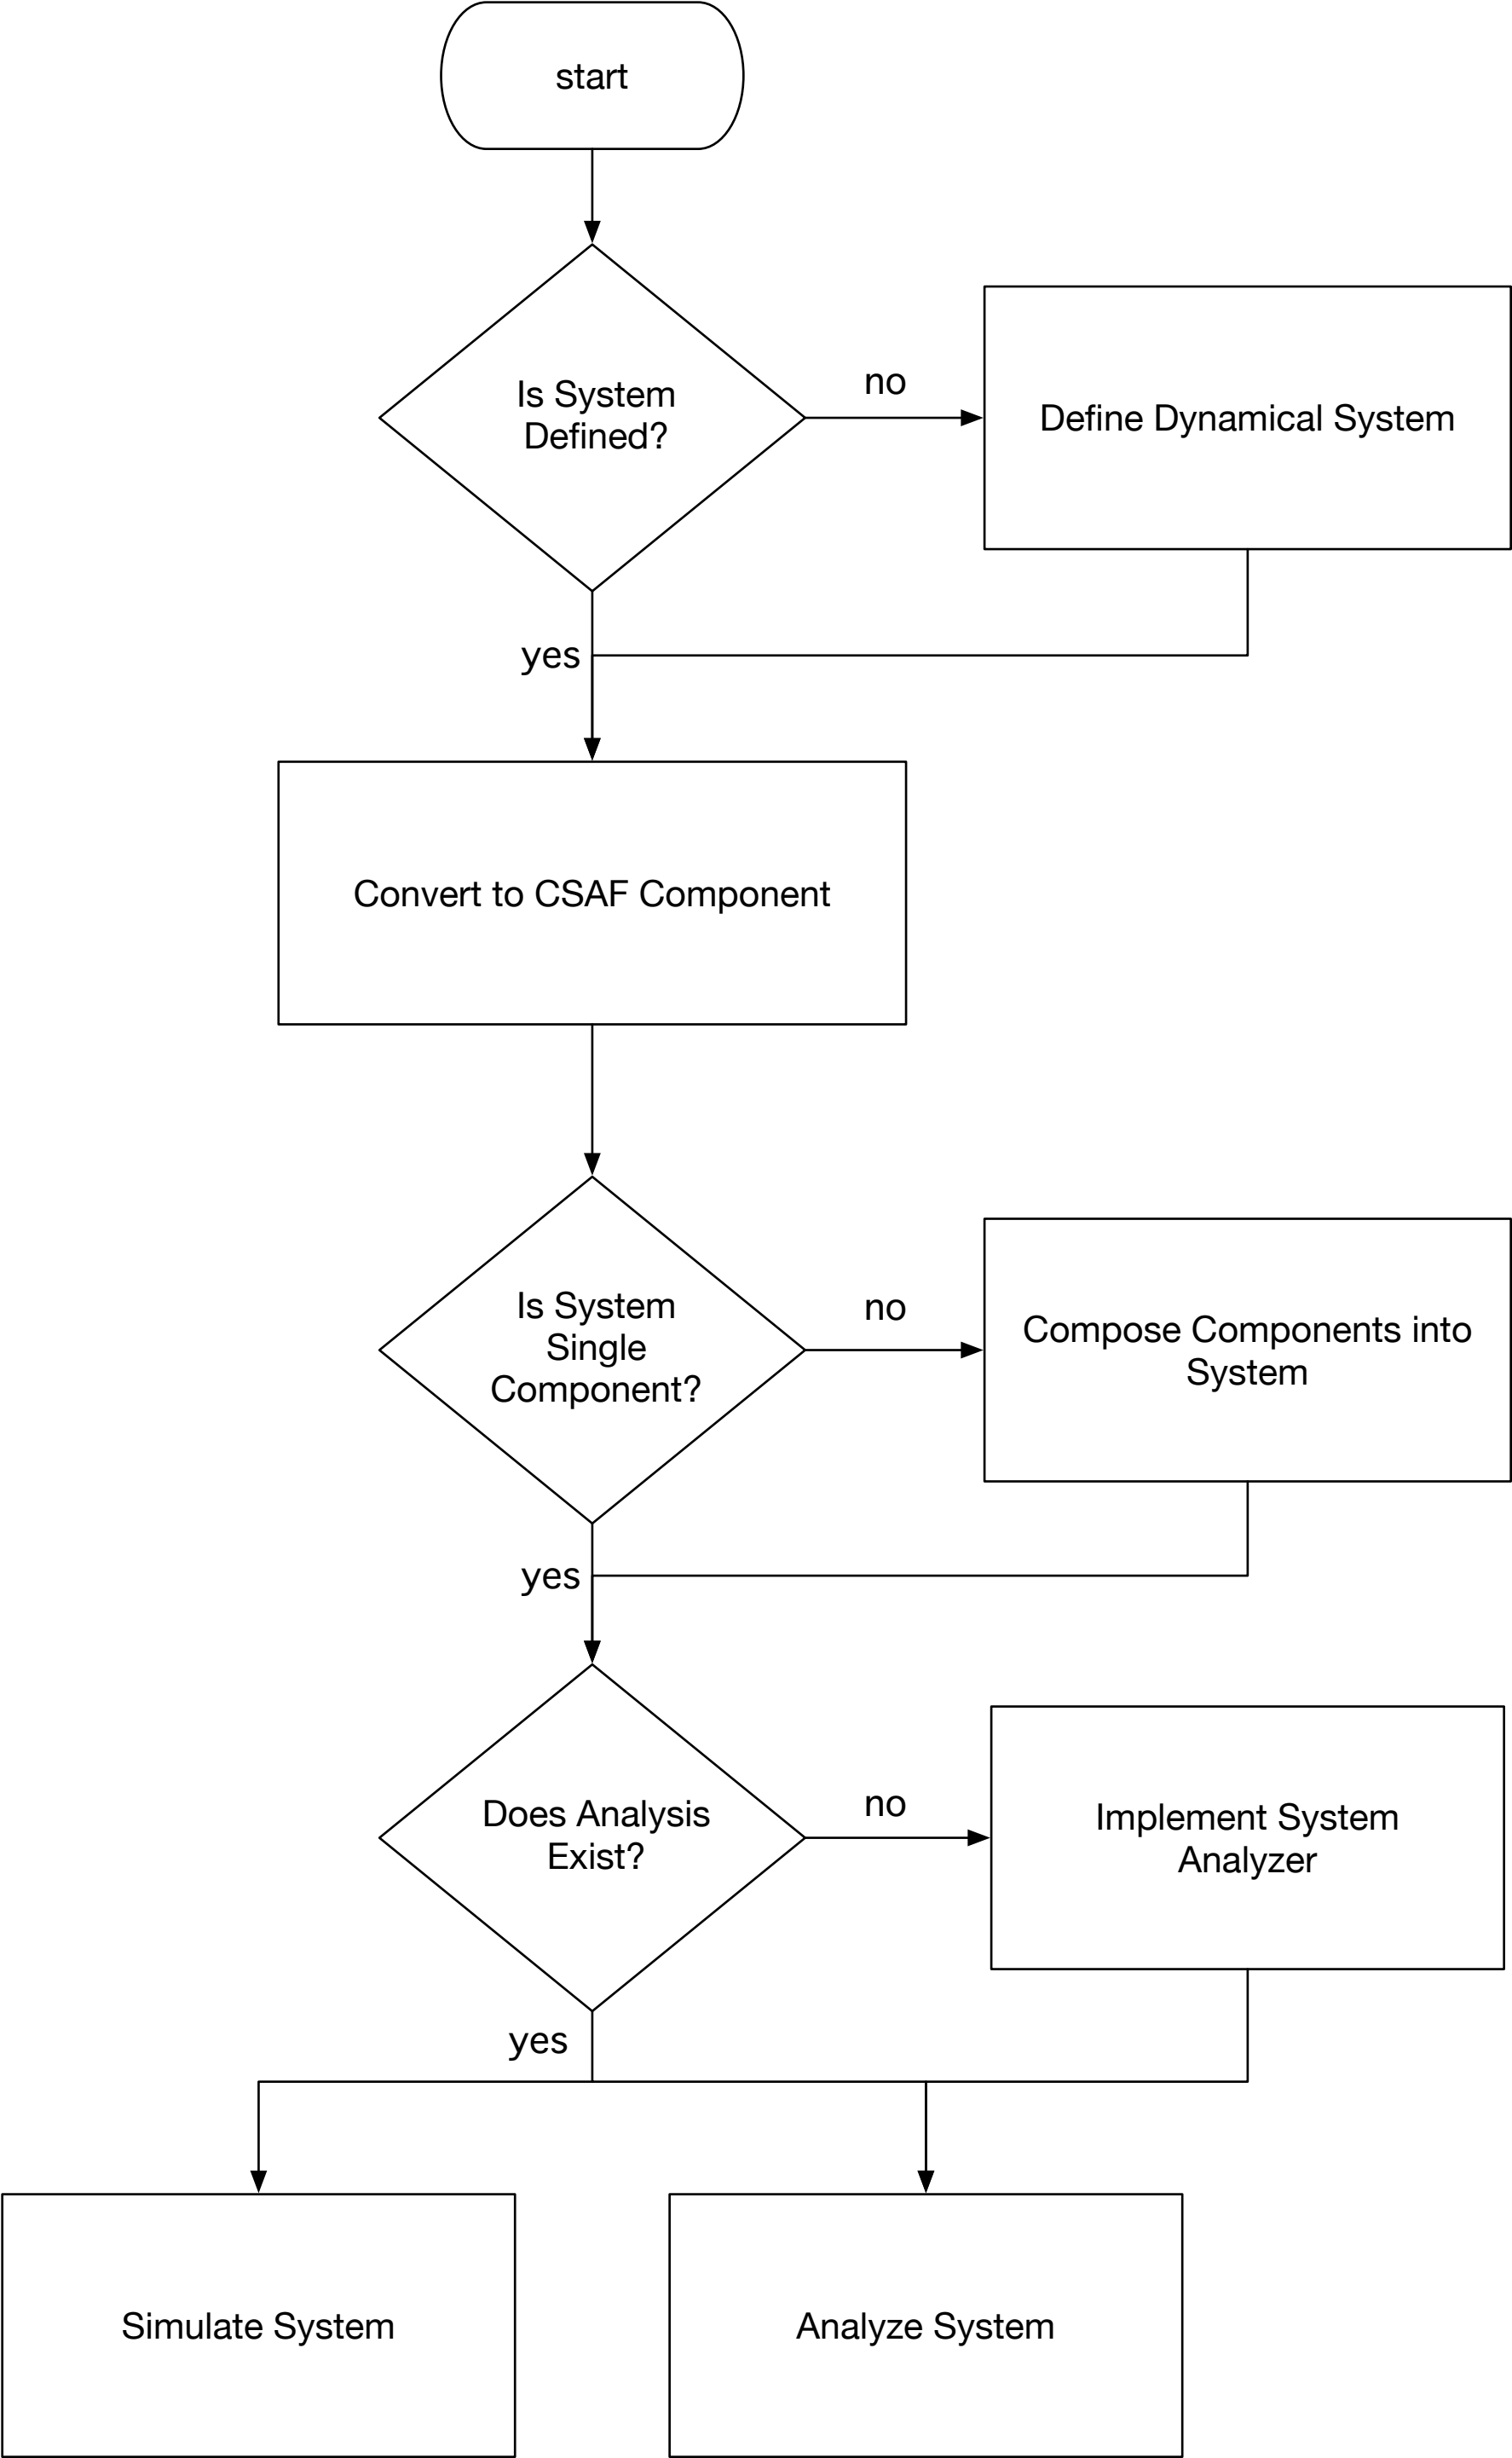 start
Is System
Defined?
no
Define Dynamical System
yes
Convert to CSAF Component
Is System
Single
Component?
no
Compose Components into
System
yes
Does Analysis
Exist?
no
Implement System
Analyzer
yes
Simulate System
Analyze System